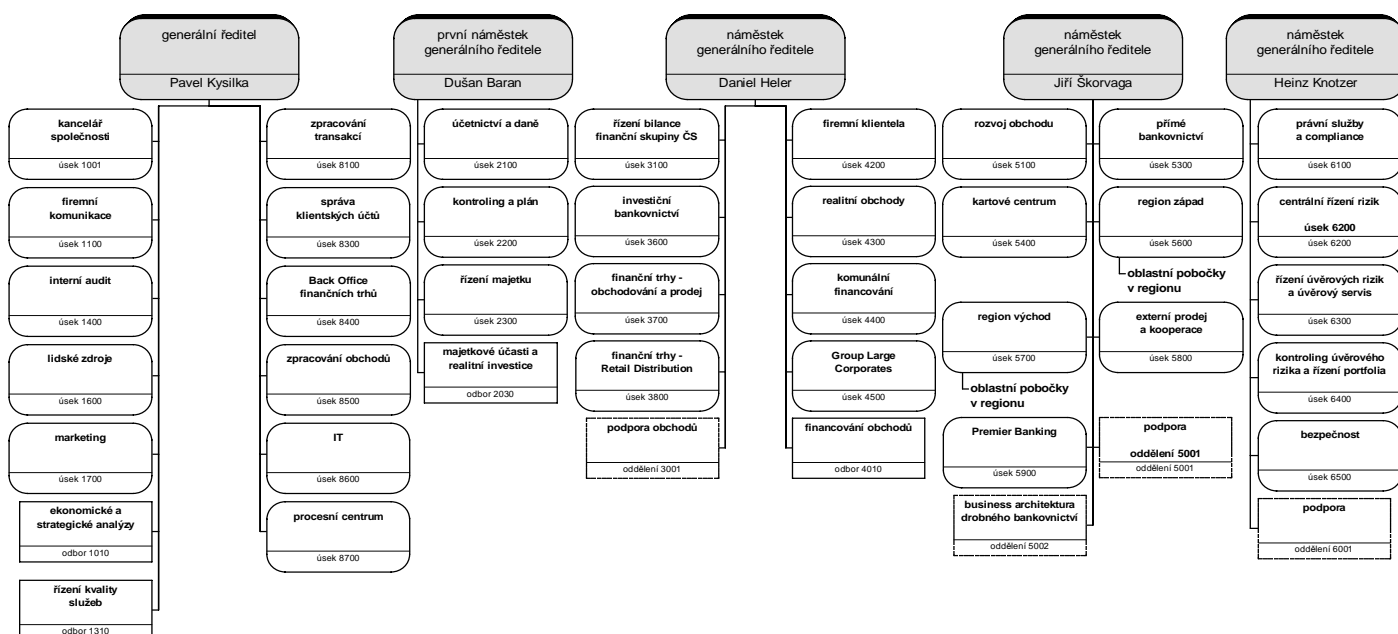 generální ředitel
Pavel Kysilka
první náměstek
generálního ředitele
Dušan Baran
náměstek
generálního ředitele
Daniel Heler
náměstek
generálního ředitele
Jiří Škorvaga
náměstek
generálního ředitele
Heinz Knotzer
kancelář
společnosti
úsek 1001
firemní
komunikace
úsek 1100
interní audit
úsek 1400
lidské zdroje
úsek 1600
marketing
úsek 1700
ekonomické a
strategické analýzy
odbor 1010
řízení kvality
služeb
odbor 1310
zpracování
transakcí
úsek 8100
správa
klientských účtů
úsek 8300
Back Office
finančních trhů
úsek 8400
zpracování obchodů
úsek 8500
IT
úsek 8600
procesní centrum
úsek 8700
účetnictví a daně
úsek 2100
kontroling a plán
úsek 2200
řízení majetku
úsek 2300
majetkové účasti a
realitní investice
odbor 2030
řízení bilance
finanční skupiny ČS
úsek 3100
investiční
bankovnictví
úsek 3600
finanční trhy -
obchodování a prodej
úsek 3700
finanční trhy -
Retail Distribution
úsek 3800
podpora obchodů
oddělení 3001
firemní klientela
úsek 4200
realitní obchody
úsek 4300
komunální
financování
úsek 4400
Group Large
Corporates
úsek 4500
financování obchodů
odbor 4010
rozvoj obchodu
úsek 5100
kartové centrum
úsek 5400
region východ
úsek 5700
oblastní pobočky
v regionu
Premier Banking
úsek 5900
business architektura
drobného bankovnictví
oddělení 5002
přímé
bankovnictví
úsek 5300
region západ
úsek 5600
oblastní pobočky
v regionu
externí prodej
a kooperace
úsek 5800
podpora
oddělení 5001
oddělení 5001
právní služby
a compliance
úsek 6100
centrální řízení rizik
úsek 6200
úsek 6200
řízení úvěrových rizik
a úvěrový servis
úsek 6300
kontroling úvěrového
rizika a řízení portfolia
úsek 6400
bezpečnost
úsek 6500
podpora
oddělení 6001